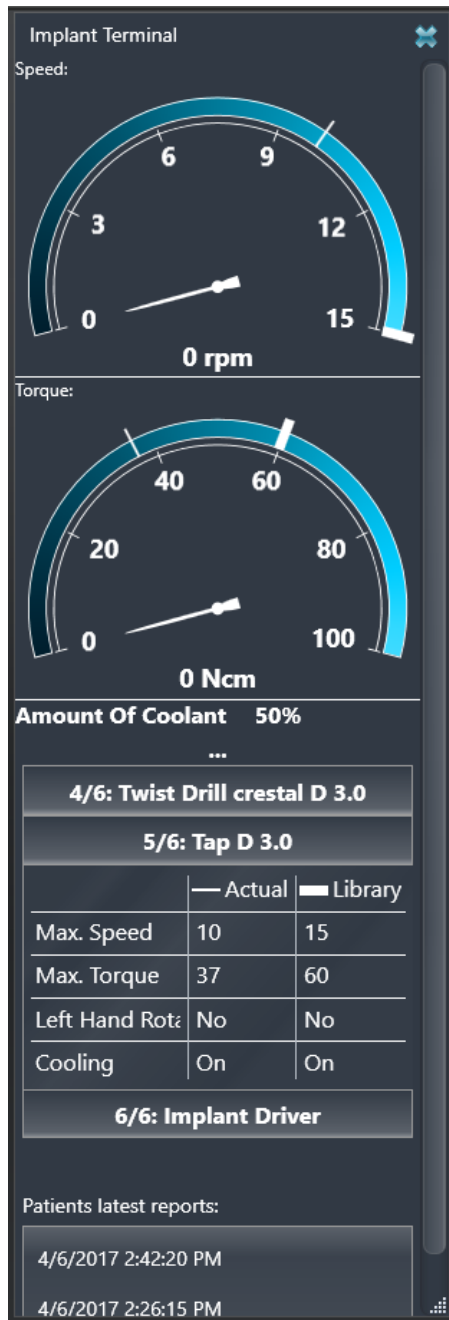 Implant Terminal
Speed:
0 3 6 9 12 15
0 rpm
Torque:
0 20 40 60 80 100
0 Ncm
Amount Of Coolant 50%
...
4/6: Twist Drill crestal D 3.0
5/6: Tap D 3.0
Actual Library
Max. Speed 10 15
Max. Torque 37 60
Left Hand Rota No No
Cooling On On
6/6: Implant Driver
Patients latest reports:
4/6/2017 2:42:20 PM
4/6/2017 2:26:15 PM